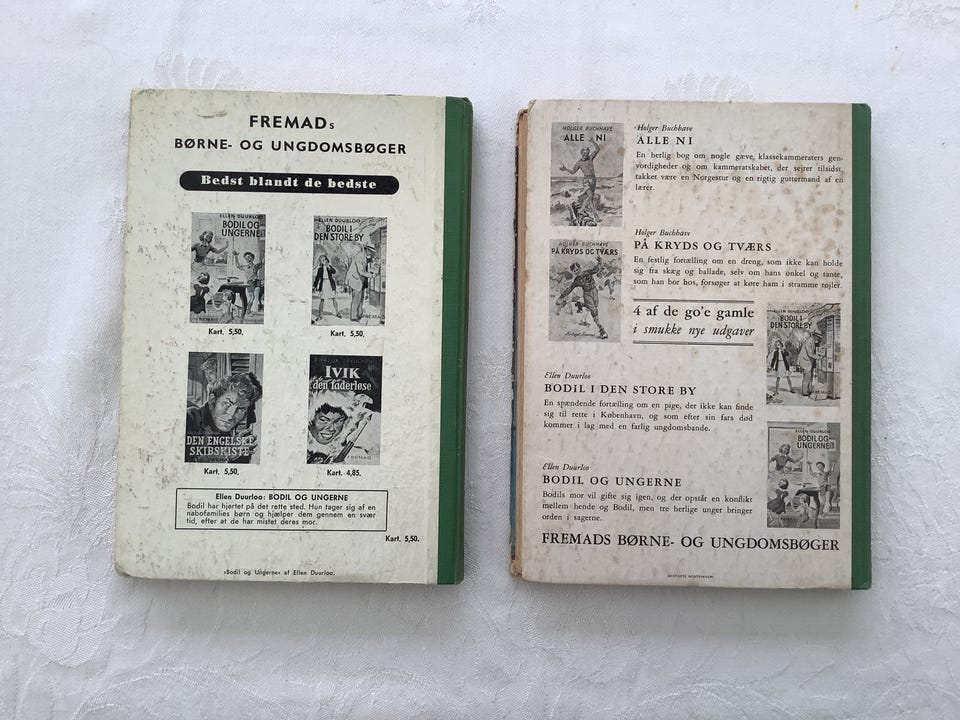 FREMADs
BØRNE- OG UNGDOMSBØGER
Bedst blandt de bedste
ELLEN DUURLOO
BODIL OG
UNGERNE
Kart. 5,50.
ELLEN DUURLOO
BODIL I
DEN STORE BY
FREMAD
Kart. 5,50.
DEN ENGELSKE
SKIBSKISTE
Kart. 5,50.
IVIK
den faderløse
FREMAD
Kart. 4,85.
Ellen Duurloo: BODIL OG UNGERNE
Bodil har hjertet på det rette sted. Hun tager sig af en
nabofamilies børn og hjælper dem gennem en svær
tid, efter at de har mistet deres mor.
Kart. 5,50.
»Bodil og Ungerne« af Ellen Duurloo.
HOLGER BUCHHAVE
ALLE NI
Holger Buchhave
ALLE NI
En herlig bog om nogle gæve klassekammeraters gen-
vordigheder og om kammeratskabet, der sejrer tilsidst,
takket være en Norgestur og en rigtig guttermand af en
lærer.
HOLGER BUCHHAVE
PÅ KRYDS OG TVÆRS
Holger Buchhave
PÅ KRYDS OG TVÆRS
En festlig fortælling om en dreng, som ikke kan holde
sig fra skæg og ballade, selv om hans onkel og tante,
som han bor hos, forsøger at køre ham i stramme tøjler.
4 af de go'e gamle
i smukke nye udgaver
ELLEN DUURLOO
BODIL I
DEN STORE BY
Ellen Duurloo
BODIL I DEN STORE BY
En spændende fortælling om en pige, der ikke kan finde
sig til rette i København, og som efter sin fars død
kommer i lag med en farlig ungdomsbande.
ELLEN DUURLOO
BODIL OG
UNGERNE
Ellen Duurloo
BODIL OG UNGERNE
Bodils mor vil gifte sig igen, og der opstår en konflikt
mellem hende og Bodil, men tre herlige unger bringer
orden i sagerne.
FREMADS BØRNE- OG UNGDOMSBØGER